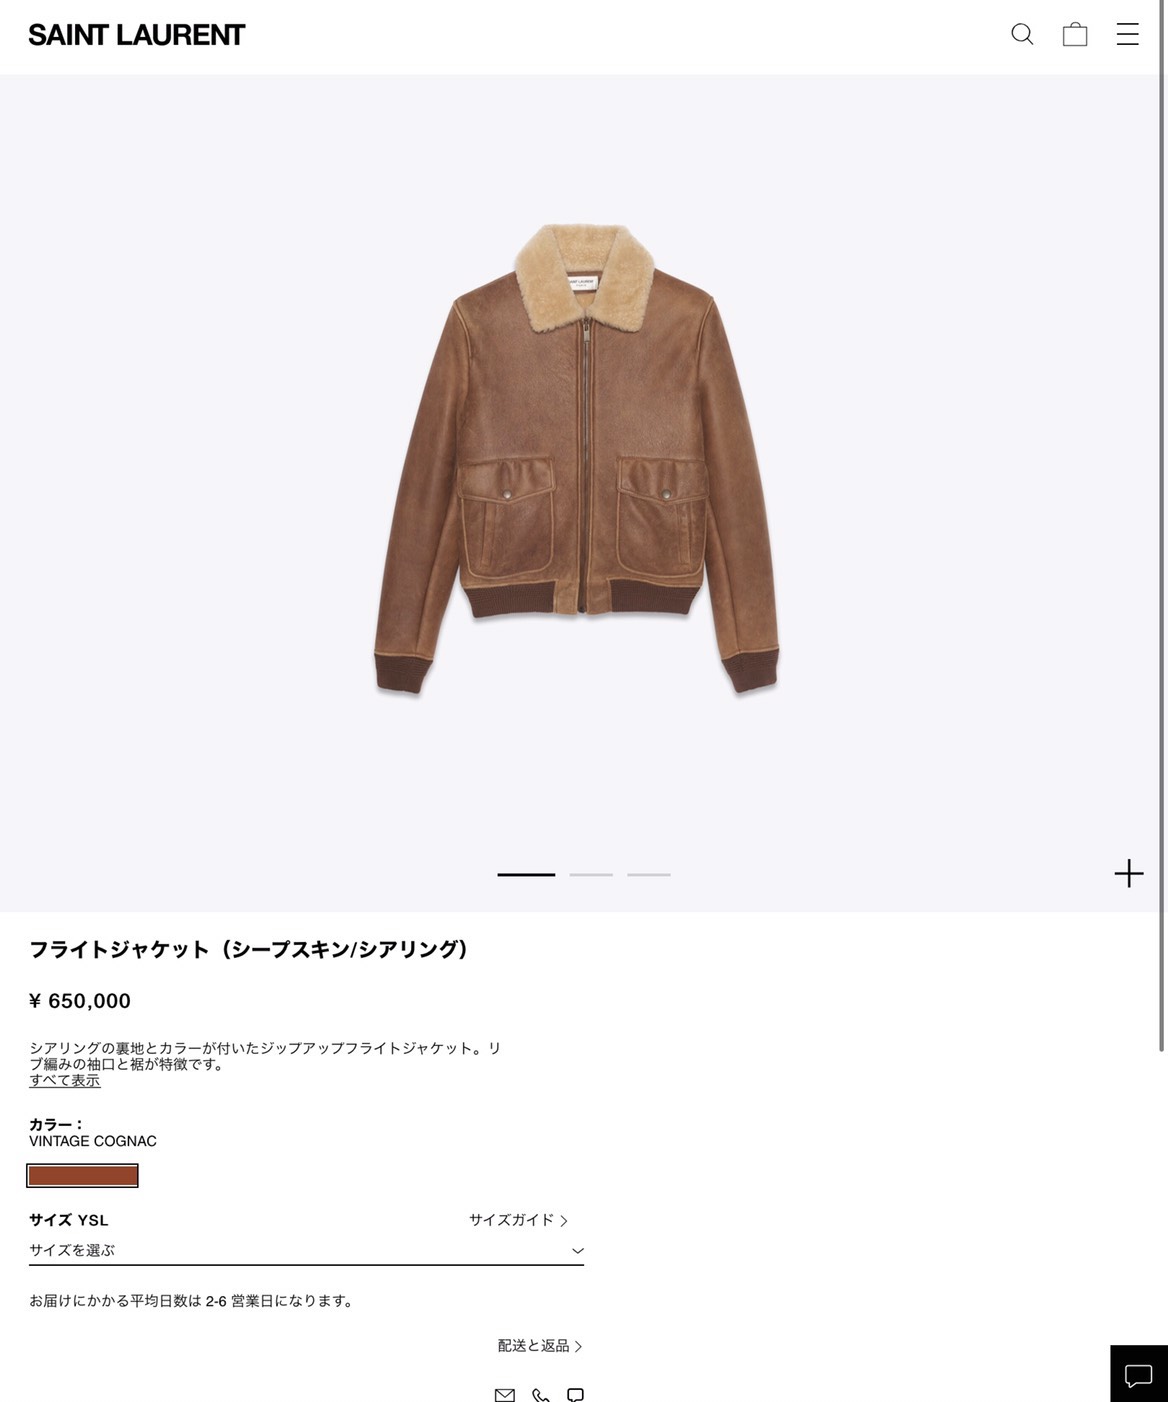 SAINT LAURENT
SAINT LAURENT
フライトジャケット（シープスキン/シアリング）
¥ 650,000
シアリングの裏地とカラーが付いたジップアップフライトジャケット。リ
ブ編みの袖口と裾が特徴です。
すべて表示
カラー：
VINTAGE COGNAC
サイズ YSL
サイズガイド
サイズを選ぶ
お届けにかかる平均日数は 2-6 営業日になります。
配送と返品